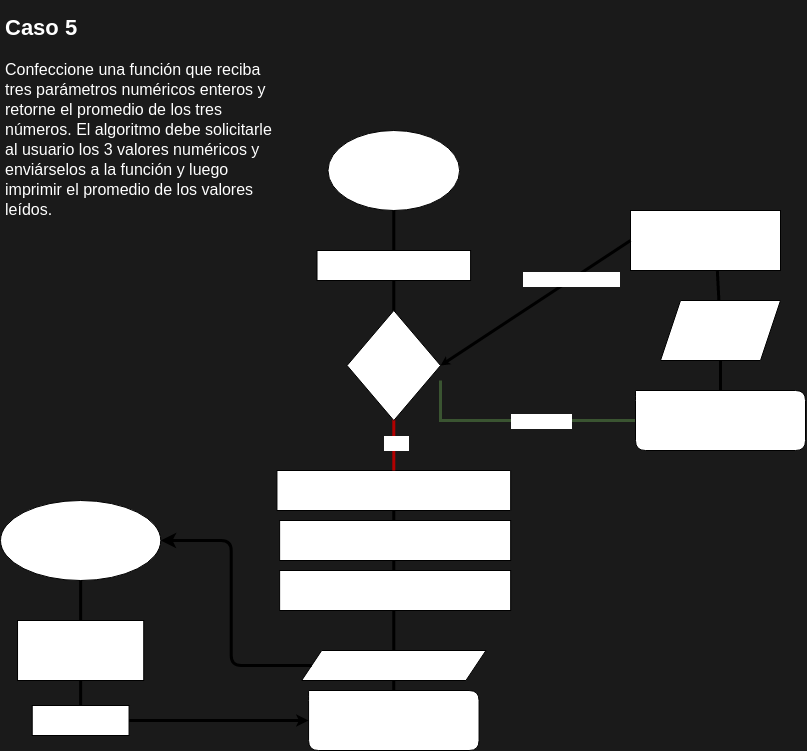 Caso 5
Confeccione una función que reciba
tres parámetros numéricos enteros y
retorne el promedio de los tres
números. El algoritmo debe solicitarle
al usuario los 3 valores numéricos y
enviárselos a la función y luego
imprimir el promedio de los valores
leídos.